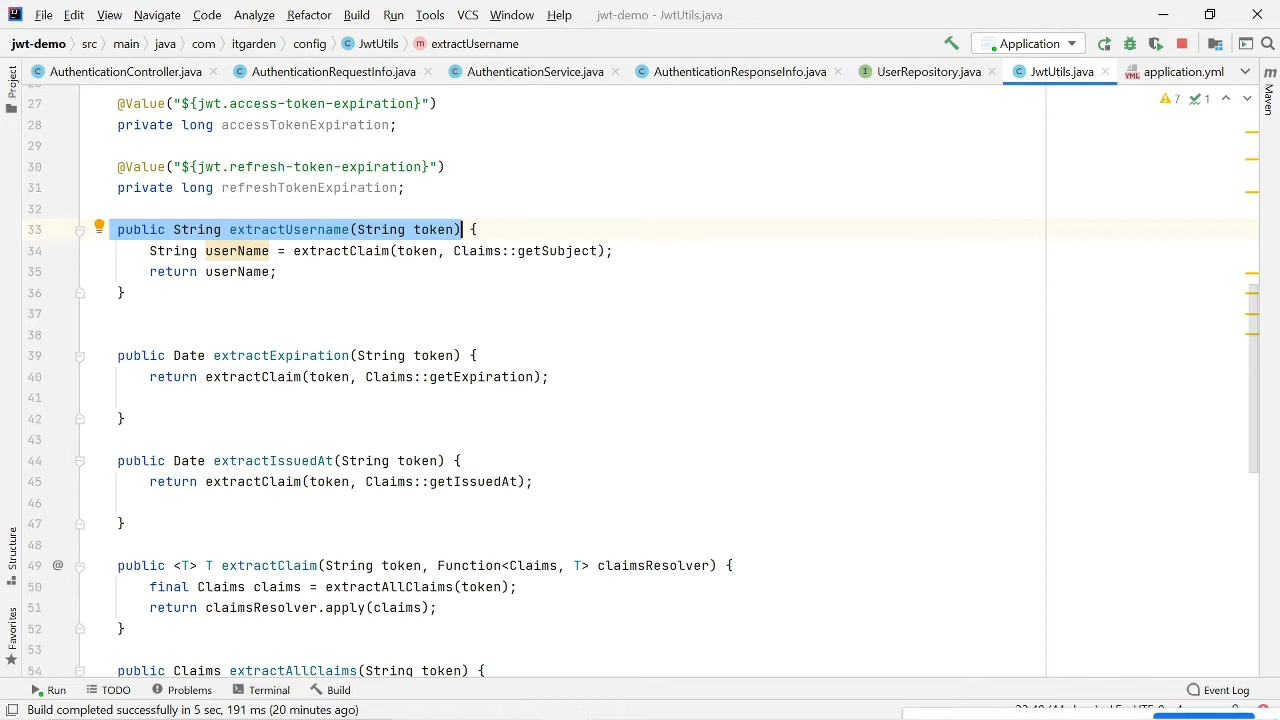 File Edit View Navigate Code Analyze Refactor Build Run Tools VCS Window Help jwt-demo - JwtUtils.java
jwt-demo src main java com itgarden config JwtUtils extractUsername Application
AuthenticationController.java AuthenticationRequestInfo.java AuthenticationService.java AuthenticationResponseInfo.java UserRepository.java JwtUtils.java application.yml
Project
Maven
7 1
27 @Value("${jwt.access-token-expiration}")
28 private long accessTokenExpiration;
29
30 @Value("${jwt.refresh-token-expiration}")
31 private long refreshTokenExpiration;
32
33 public String extractUsername(String token) {
34 String userName = extractClaim(token, Claims::getSubject);
35 return userName;
36 }
37
38
39 public Date extractExpiration(String token) {
40 return extractClaim(token, Claims::getExpiration);
41
42 }
43
44 public Date extractIssuedAt(String token) {
45 return extractClaim(token, Claims::getIssuedAt);
46
47 }
48
49 @ public <T> T extractClaim(String token, Function<Claims, T> claimsResolver) {
50 final Claims claims = extractAllClaims(token);
51 return claimsResolver.apply(claims);
52 }
53
54 public Claims extractAllClaims(String token) {
Structure
Favorites
Run TODO Problems Terminal Build Event Log
Build completed successfully in 5 sec, 191 ms (20 minutes ago)